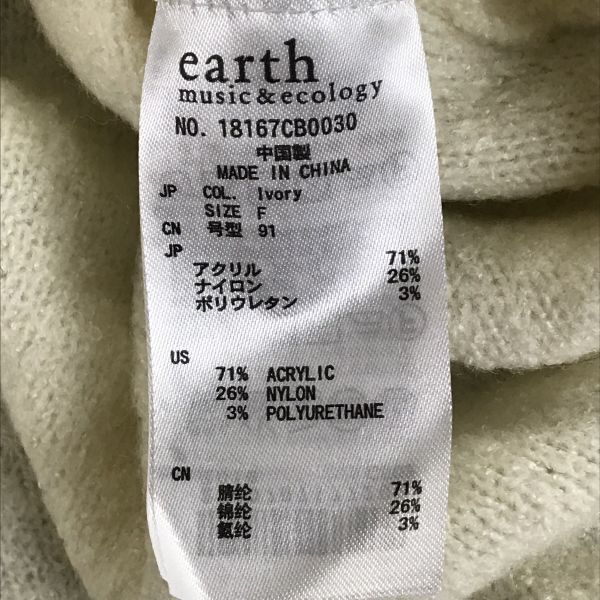 earth
music&ecology
NO. 18167CB0030
中国製
MADE IN CHINA
JP COL. Ivory
SIZE F
CN 号型 91
JP
アクリル 71%
ナイロン 26%
ポリウレタン 3%
US
71% ACRYLIC
26% NYLON
3% POLYURETHANE
CN
腈纶 71%
锦纶 26%
氨纶 3%